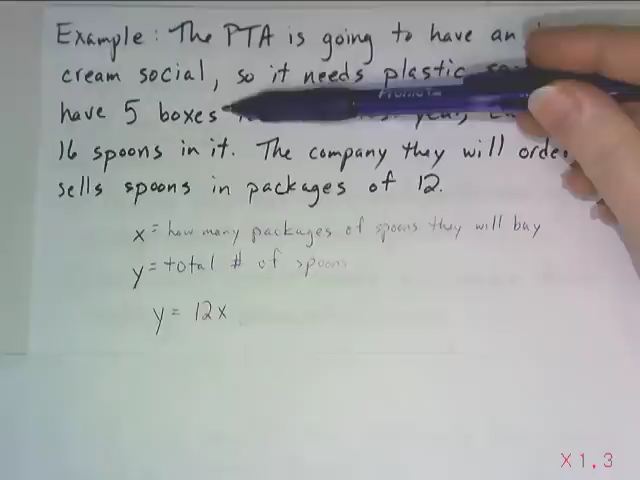 Example: The PTA is going to have an
cream social, so it needs plastic
have 5 boxes year,
16 spoons in it. The company they will order
sells spoons in packages of 12.
x = how many packages of spoons they will buy
y = total # of spoons
y = 12x
X1.3